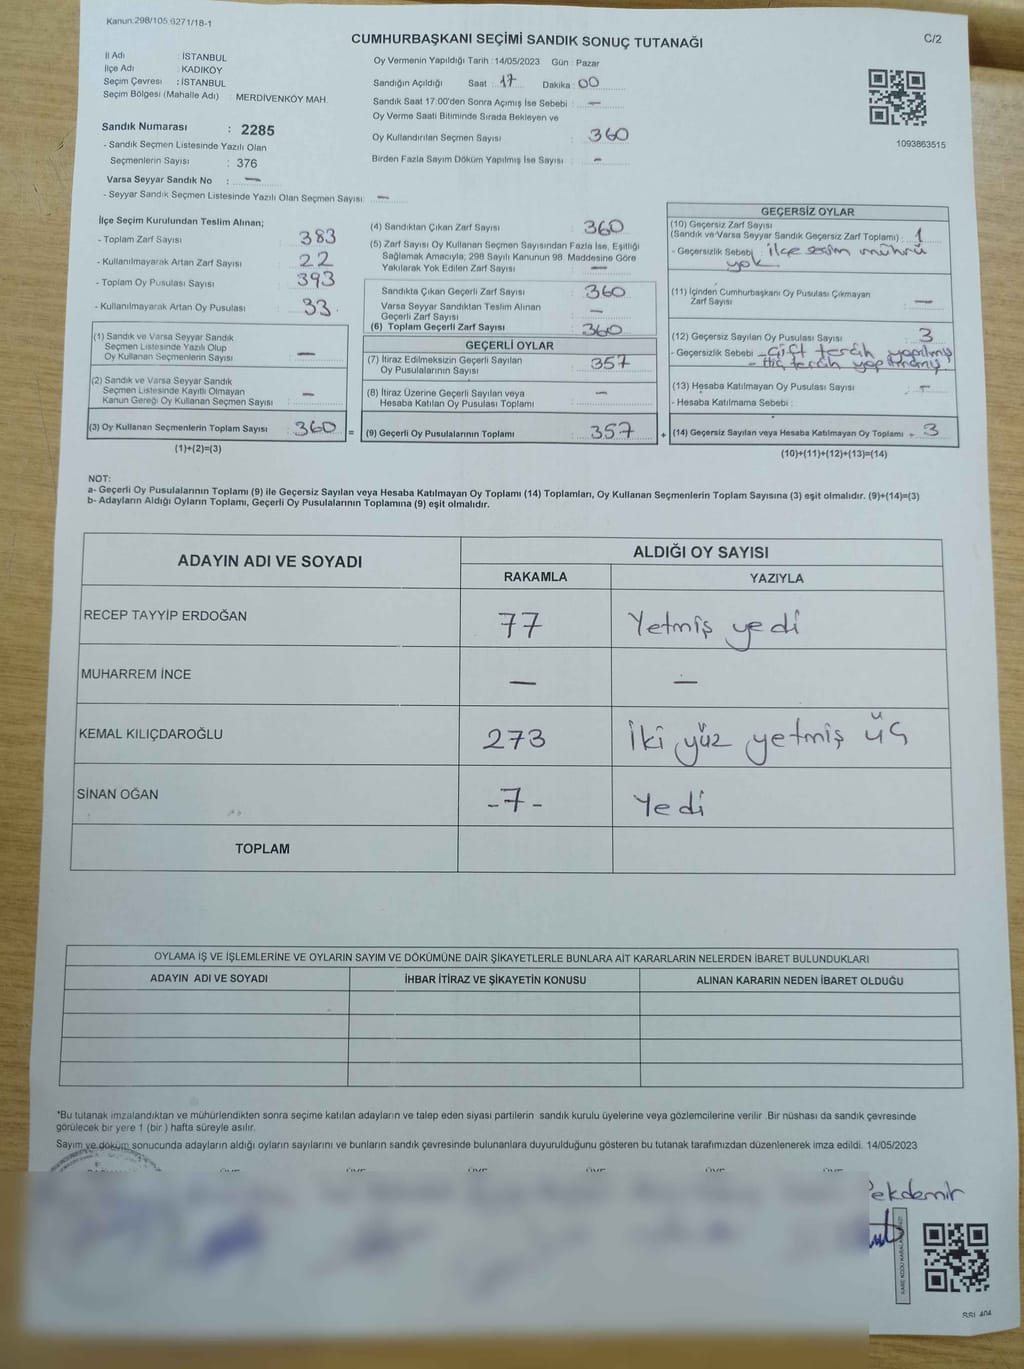 Kanun.298/105.6271/18-1
CUMHURBAŞKANI SEÇİMİ SANDIK SONUÇ TUTANAĞI
C/2
İl Adı : İSTANBUL
İlçe Adı : KADIKÖY
Seçim Çevresi : İSTANBUL
Seçim Bölgesi (Mahalle Adı) : MERDİVENKÖY MAH.
Sandık Numarası : 2285
- Sandık Seçmen Listesinde Yazılı Olan
Seçmenlerin Sayısı : 376
Varsa Seyyar Sandık No : —
- Seyyar Sandık Seçmen Listesinde Yazılı Olan Seçmen Sayısı: —
Oy Vermenin Yapıldığı Tarih :14/05/2023 Gün : Pazar
Sandığın Açıldığı Saat : 17 Dakika : 00
Sandık Saat 17:00'den Sonra Açımış İse Sebebi : —
Oy Verme Saati Bitiminde Sırada Bekleyen ve
Oy Kullandırılan Seçmen Sayısı : 360
Birden Fazla Sayım Döküm Yapılmış İse Sayısı : —
1093863515
İlçe Seçim Kurulundan Teslim Alınan;
- Toplam Zarf Sayısı : 383
- Kullanılmayarak Artan Zarf Sayısı : 22
- Toplam Oy Pusulası Sayısı : 393
- Kullanılmayarak Artan Oy Pusulası : 33
(1) Sandık ve Varsa Seyyar Sandık
Seçmen Listesinde Yazılı Olup
Oy Kullanan Seçmenlerin Sayısı : —
(2) Sandık ve Varsa Seyyar Sandık
Seçmen Listesinde Kayıtlı Olmayan
Kanun Gereği Oy Kullanan Seçmen Sayısı : —
(3) Oy Kullanan Seçmenlerin Toplam Sayısı : 360 =
(1)+(2)=(3)
(4) Sandıktan Çıkan Zarf Sayısı : 360
(5) Zarf Sayısı Oy Kullanan Seçmen Sayısından Fazla İse, Eşitliği
Sağlamak Amacıyla, 298 Sayılı Kanunun 98. Maddesine Göre
Yakılarak Yok Edilen Zarf Sayısı : —
Sandıkta Çıkan Geçerli Zarf Sayısı : 360
Varsa Seyyar Sandıktan Teslim Alınan
Geçerli Zarf Sayısı : —
(6) Toplam Geçerli Zarf Sayısı : 360
GEÇERLİ OYLAR
(7) İtiraz Edilmeksizin Geçerli Sayılan
Oy Pusulalarının Sayısı : 357
(8) İtiraz Üzerine Geçerli Sayılan veya
Hesaba Katılan Oy Pusulası Toplamı : —
(9) Geçerli Oy Pusulalarının Toplamı : 357 +
GEÇERSİZ OYLAR
(10) Geçersiz Zarf Sayısı
(Sandık ve Varsa Seyyar Sandık Geçersiz Zarf Toplamı) : 1
- Geçersizlik Sebebi : ilçe seçim mührü
yok
(11) İçinden Cumhurbaşkanı Oy Pusulası Çıkmayan
Zarf Sayısı : —
(12) Geçersiz Sayılan Oy Pusulası Sayısı : 3
- Geçersizlik Sebebi - Çift tercih yapılmış
- Hiç tercih yapılmamış
(13) Hesaba Katılmayan Oy Pusulası Sayısı : —
- Hesaba Katılmama Sebebi :
(14) Geçersiz Sayılan veya Hesaba Katılmayan Oy Toplamı : 3
(10)+(11)+(12)+(13)=(14)
NOT:
a- Geçerli Oy Pusulalarının Toplamı (9) ile Geçersiz Sayılan veya Hesaba Katılmayan Oy Toplamı (14) Toplamları, Oy Kullanan Seçmenlerin Toplam Sayısına (3) eşit olmalıdır. (9)+(14)=(3)
b- Adayların Aldığı Oyların Toplamı, Geçerli Oy Pusulalarının Toplamına (9) eşit olmalıdır.
ADAYIN ADI VE SOYADI ALDIĞI OY SAYISI
RAKAMLA YAZIYLA
RECEP TAYYİP ERDOĞAN 77 Yetmiş yedi
MUHARREM İNCE — —
KEMAL KILIÇDAROĞLU 273 İki yüz yetmiş üç
SİNAN OĞAN -7- Yedi
TOPLAM
OYLAMA İŞ VE İŞLEMLERİNE VE OYLARIN SAYIM VE DÖKÜMÜNE DAİR ŞİKAYETLERLE BUNLARA AİT KARARLARIN NELERDEN İBARET BULUNDUKLARI
ADAYIN ADI VE SOYADI İHBAR İTİRAZ VE ŞİKAYETİN KONUSU ALINAN KARARIN NEDEN İBARET OLDUĞU
*Bu tutanak imzalandıktan ve mühürlendikten sonra seçime katılan adayların ve talep eden siyasi partilerin sandık kurulu üyelerine veya gözlemcilerine verilir .Bir nüshası da sandık çevresinde
görülecek bir yere 1 (bir ) hafta süreyle asılır.
Sayım ve döküm sonucunda adayların aldığı oyların sayılarını ve bunların sandık çevresinde bulunanlara duyurulduğunu gösteren bu tutanak tarafımızdan düzenlenerek imza edildi. 14/05/2023